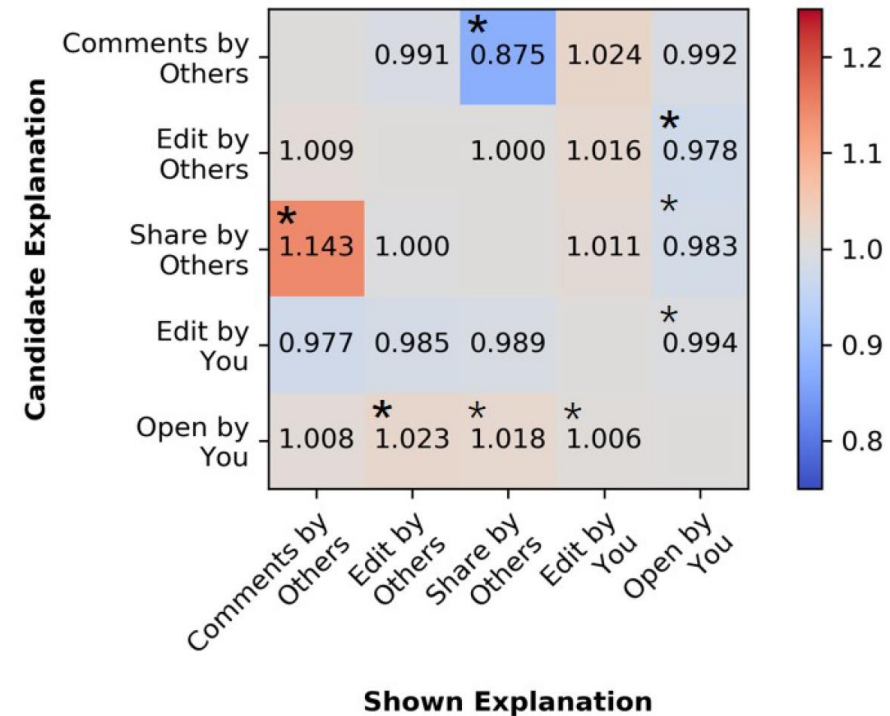 Comments by
Others
* 
0.991 0.875 1.024 0.992
1.2
Edit by
Others
*
1.009 1.000 1.016 0.978
1.1
Share by
Others
* *
1.143 1.000 1.011 0.983
1.0
Edit by
You
*
0.977 0.985 0.989 0.994
0.9
Open by
You
* * *
1.008 1.023 1.018 1.006
0.8
Candidate Explanation
Comments by
Others
Edit by
Others
Share by
Others
Edit by
You
Open by
You
Shown Explanation